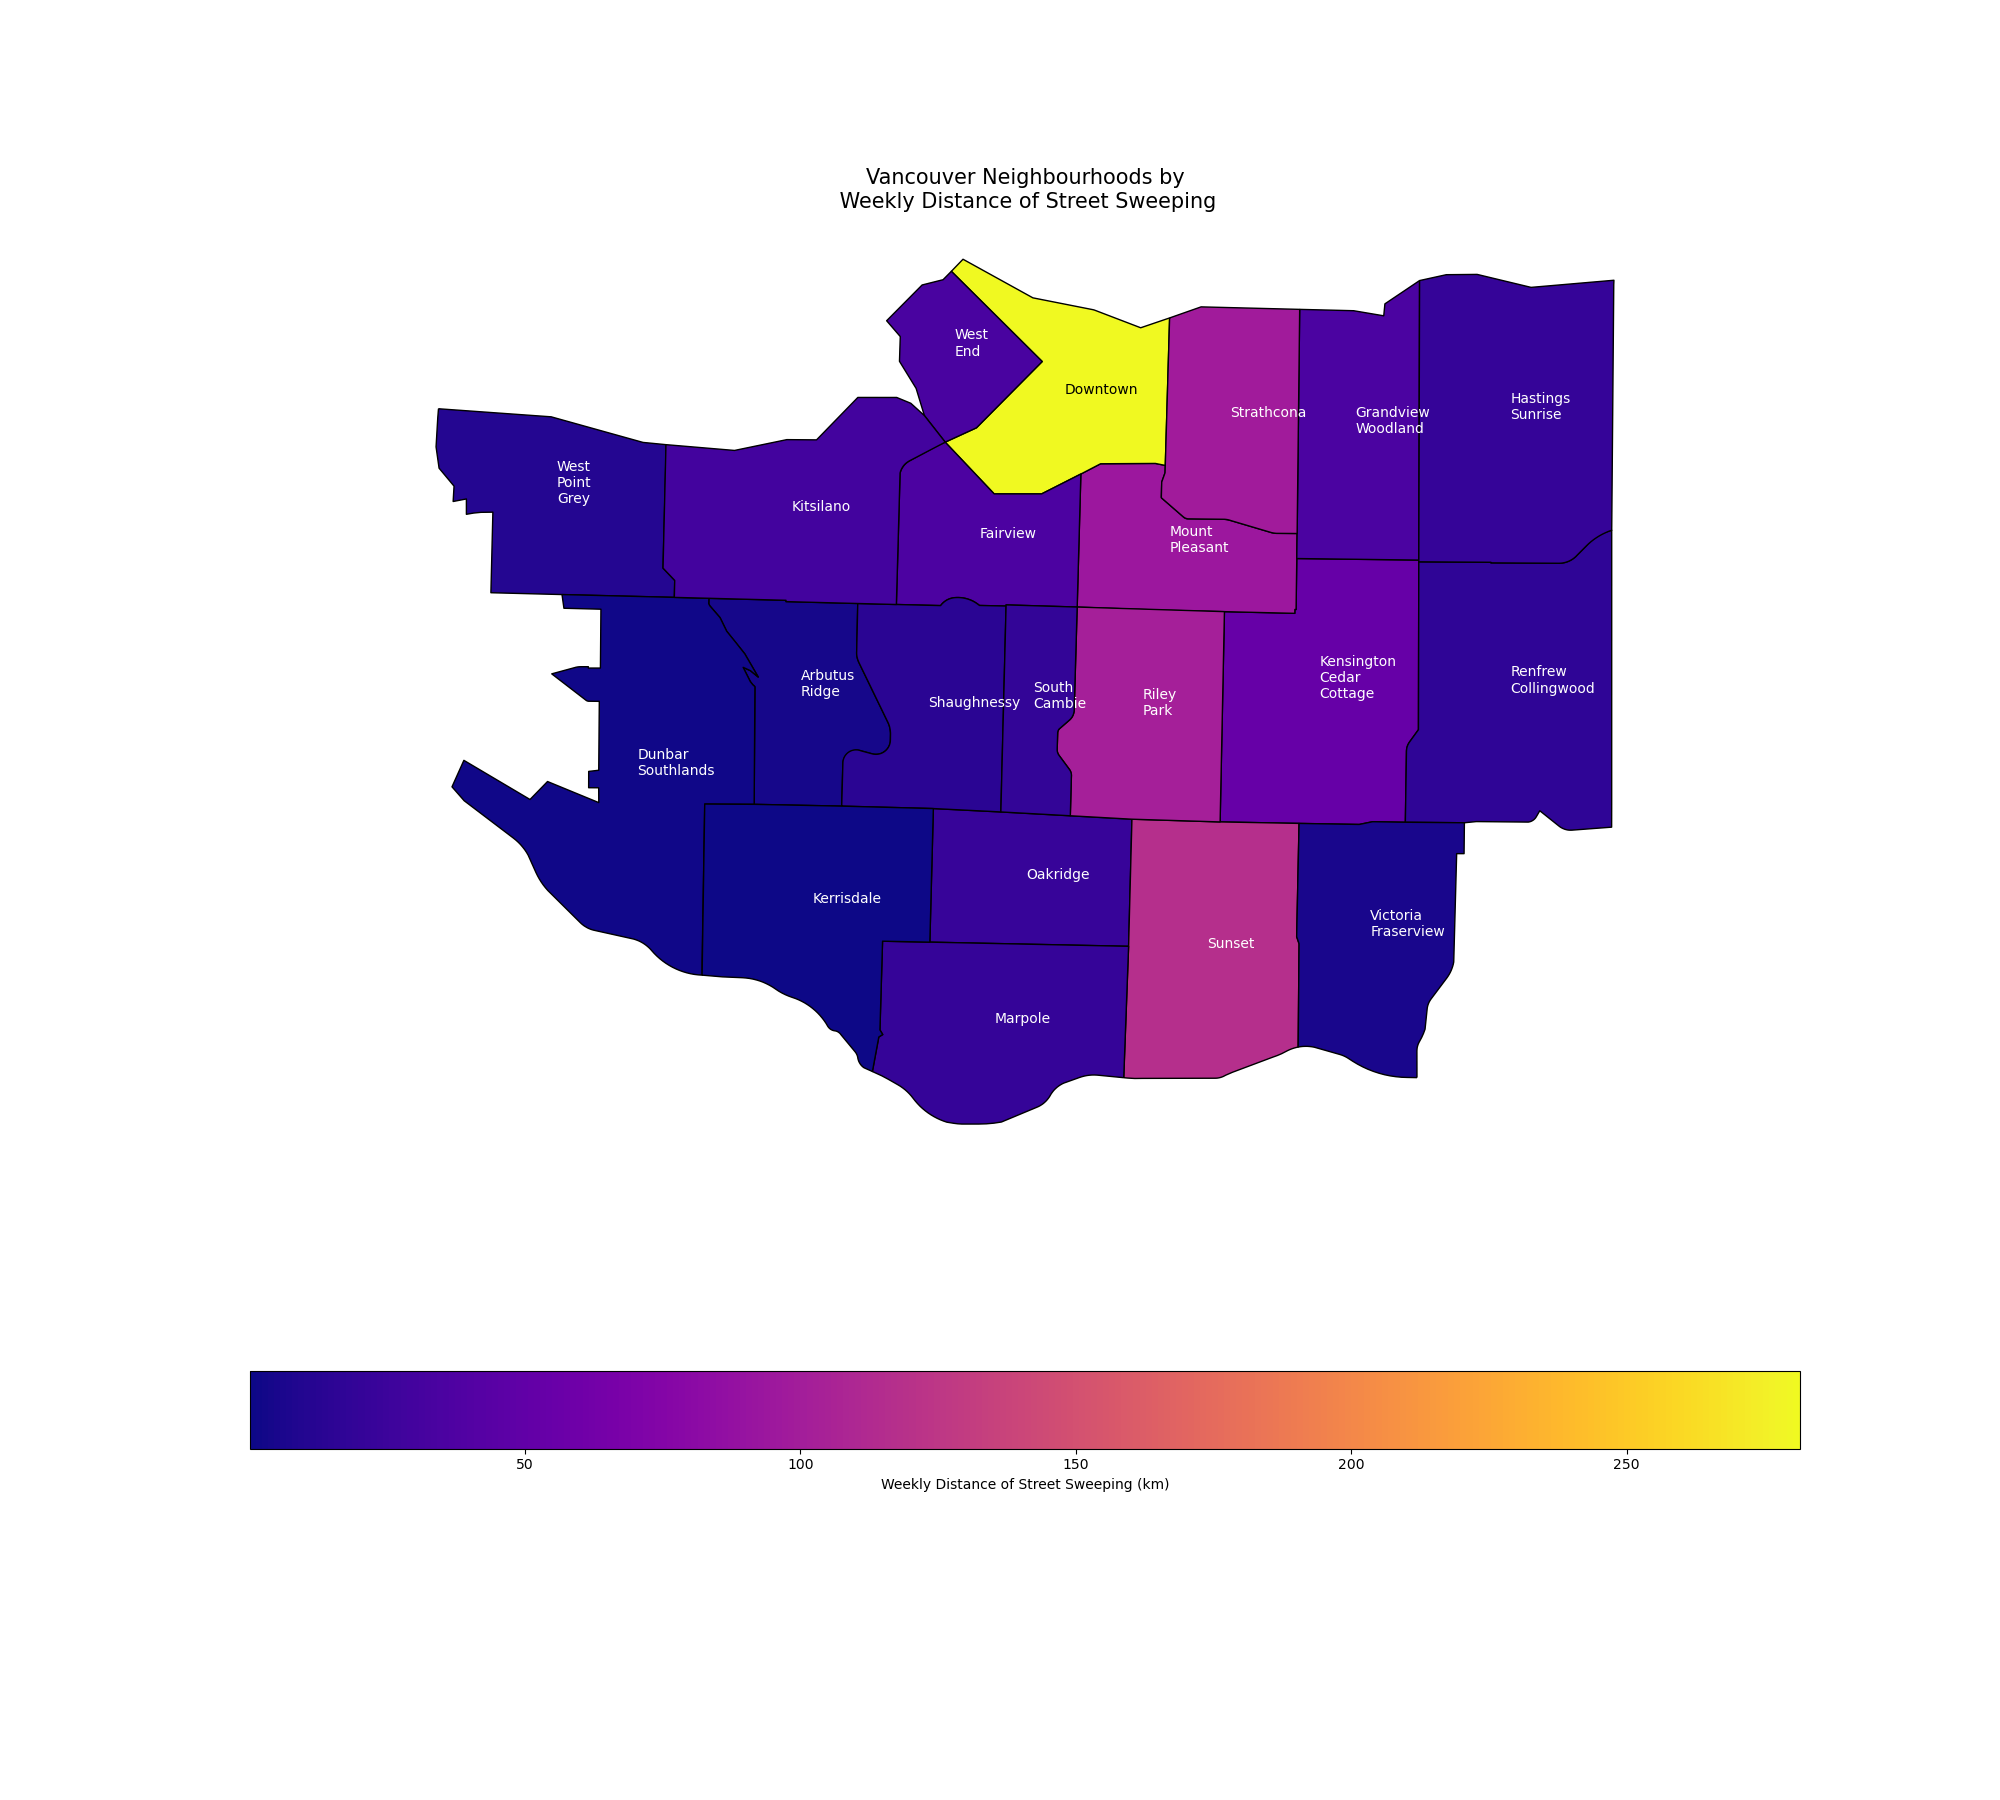 Vancouver Neighbourhoods by
Weekly Distance of Street Sweeping
West
End
Downtown
Strathcona
Grandview
Woodland
Hastings
Sunrise
West
Point
Grey
Kitsilano
Fairview
Mount
Pleasant
Dunbar
Southlands
Arbutus
Ridge
Shaughnessy
South
Cambie
Riley
Park
Kensington
Cedar
Cottage
Renfrew
Collingwood
Kerrisdale
Oakridge
Sunset
Victoria
Fraserview
Marpole
50 100 150 200 250
Weekly Distance of Street Sweeping (km)